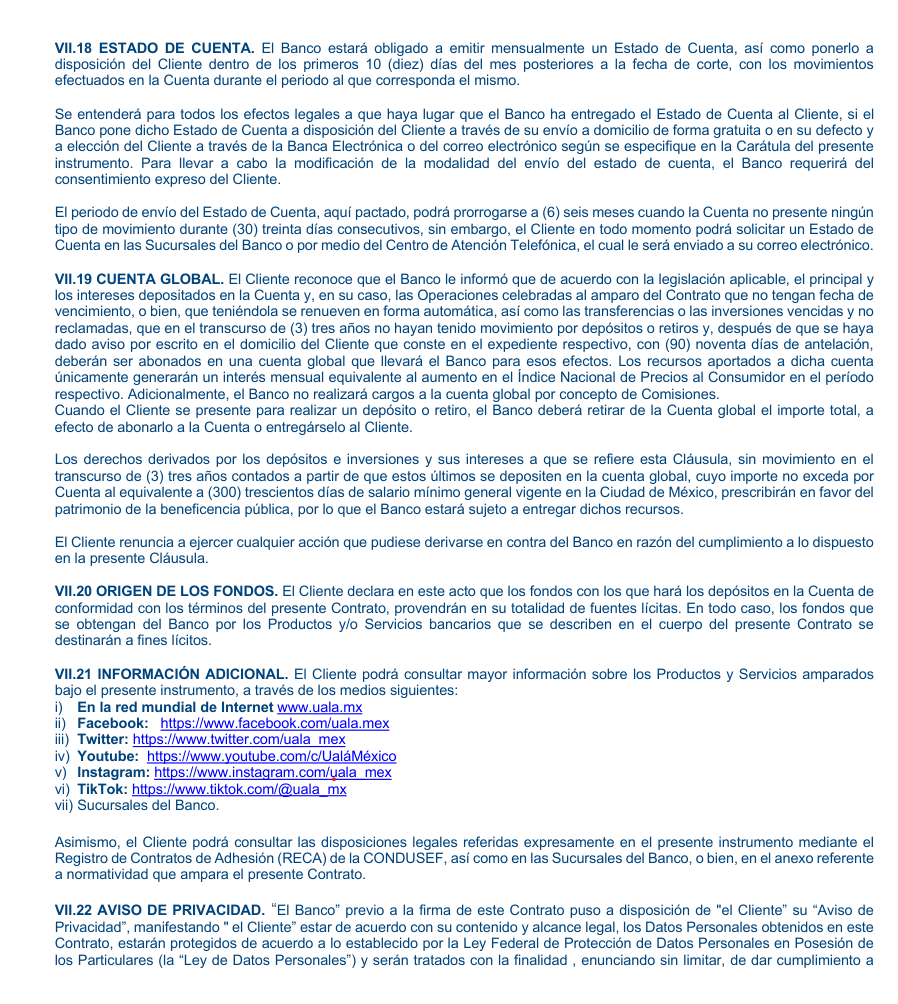 VII.18 ESTADO DE CUENTA. El Banco estará obligado a emitir mensualmente un Estado de Cuenta, así como ponerlo a
disposición del Cliente dentro de los primeros 10 (diez) días del mes posteriores a la fecha de corte, con los movimientos
efectuados en la Cuenta durante el periodo al que corresponda el mismo.
Se entenderá para todos los efectos legales a que haya lugar que el Banco ha entregado el Estado de Cuenta al Cliente, si el
Banco pone dicho Estado de Cuenta a disposición del Cliente a través de su envío a domicilio de forma gratuita o en su defecto y
a elección del Cliente a través de la Banca Electrónica o del correo electrónico según se especifique en la Carátula del presente
instrumento. Para llevar a cabo la modificación de la modalidad del envío del estado de cuenta, el Banco requerirá del
consentimiento expreso del Cliente.
El periodo de envío del Estado de Cuenta, aquí pactado, podrá prorrogarse a (6) seis meses cuando la Cuenta no presente ningún
tipo de movimiento durante (30) treinta días consecutivos, sin embargo, el Cliente en todo momento podrá solicitar un Estado de
Cuenta en las Sucursales del Banco o por medio del Centro de Atención Telefónica, el cual le será enviado a su correo electrónico.
VII.19 CUENTA GLOBAL. El Cliente reconoce que el Banco le informó que de acuerdo con la legislación aplicable, el principal y
los intereses depositados en la Cuenta y, en su caso, las Operaciones celebradas al amparo del Contrato que no tengan fecha de
vencimiento, o bien, que teniéndola se renueven en forma automática, así como las transferencias o las inversiones vencidas y no
reclamadas, que en el transcurso de (3) tres años no hayan tenido movimiento por depósitos o retiros y, después de que se haya
dado aviso por escrito en el domicilio del Cliente que conste en el expediente respectivo, con (90) noventa días de antelación,
deberán ser abonados en una cuenta global que llevará el Banco para esos efectos. Los recursos aportados a dicha cuenta
únicamente generarán un interés mensual equivalente al aumento en el Índice Nacional de Precios al Consumidor en el período
respectivo. Adicionalmente, el Banco no realizará cargos a la cuenta global por concepto de Comisiones.
Cuando el Cliente se presente para realizar un depósito o retiro, el Banco deberá retirar de la Cuenta global el importe total, a
efecto de abonarlo a la Cuenta o entregárselo al Cliente.
Los derechos derivados por los depósitos e inversiones y sus intereses a que se refiere esta Cláusula, sin movimiento en el
transcurso de (3) tres años contados a partir de que estos últimos se depositen en la cuenta global, cuyo importe no exceda por
Cuenta al equivalente a (300) trescientos días de salario mínimo general vigente en la Ciudad de México, prescribirán en favor del
patrimonio de la beneficencia pública, por lo que el Banco estará sujeto a entregar dichos recursos.
El Cliente renuncia a ejercer cualquier acción que pudiese derivarse en contra del Banco en razón del cumplimiento a lo dispuesto
en la presente Cláusula.
VII.20 ORIGEN DE LOS FONDOS. El Cliente declara en este acto que los fondos con los que hará los depósitos en la Cuenta de
conformidad con los términos del presente Contrato, provendrán en su totalidad de fuentes lícitas. En todo caso, los fondos que
se obtengan del Banco por los Productos y/o Servicios bancarios que se describen en el cuerpo del presente Contrato se
destinarán a fines lícitos.
VII.21 INFORMACIÓN ADICIONAL. El Cliente podrá consultar mayor información sobre los Productos y Servicios amparados
bajo el presente instrumento, a través de los medios siguientes:
i) En la red mundial de Internet www.uala.mx
ii) Facebook: https://www.facebook.com/uala.mex
iii) Twitter: https://www.twitter.com/uala_mex
iv) Youtube: https://www.youtube.com/c/UaláMéxico
v) Instagram: https://www.instagram.com/uala_mex
vi) TikTok: https://www.tiktok.com/@uala_mx
vii) Sucursales del Banco.
Asimismo, el Cliente podrá consultar las disposiciones legales referidas expresamente en el presente instrumento mediante el
Registro de Contratos de Adhesión (RECA) de la CONDUSEF, así como en las Sucursales del Banco, o bien, en el anexo referente
a normatividad que ampara el presente Contrato.
VII.22 AVISO DE PRIVACIDAD. “El Banco” previo a la firma de este Contrato puso a disposición de "el Cliente” su “Aviso de
Privacidad”, manifestando " el Cliente” estar de acuerdo con su contenido y alcance legal, los Datos Personales obtenidos en este
Contrato, estarán protegidos de acuerdo a lo establecido por la Ley Federal de Protección de Datos Personales en Posesión de
los Particulares (la “Ley de Datos Personales”) y serán tratados con la finalidad , enunciando sin limitar, de dar cumplimiento a